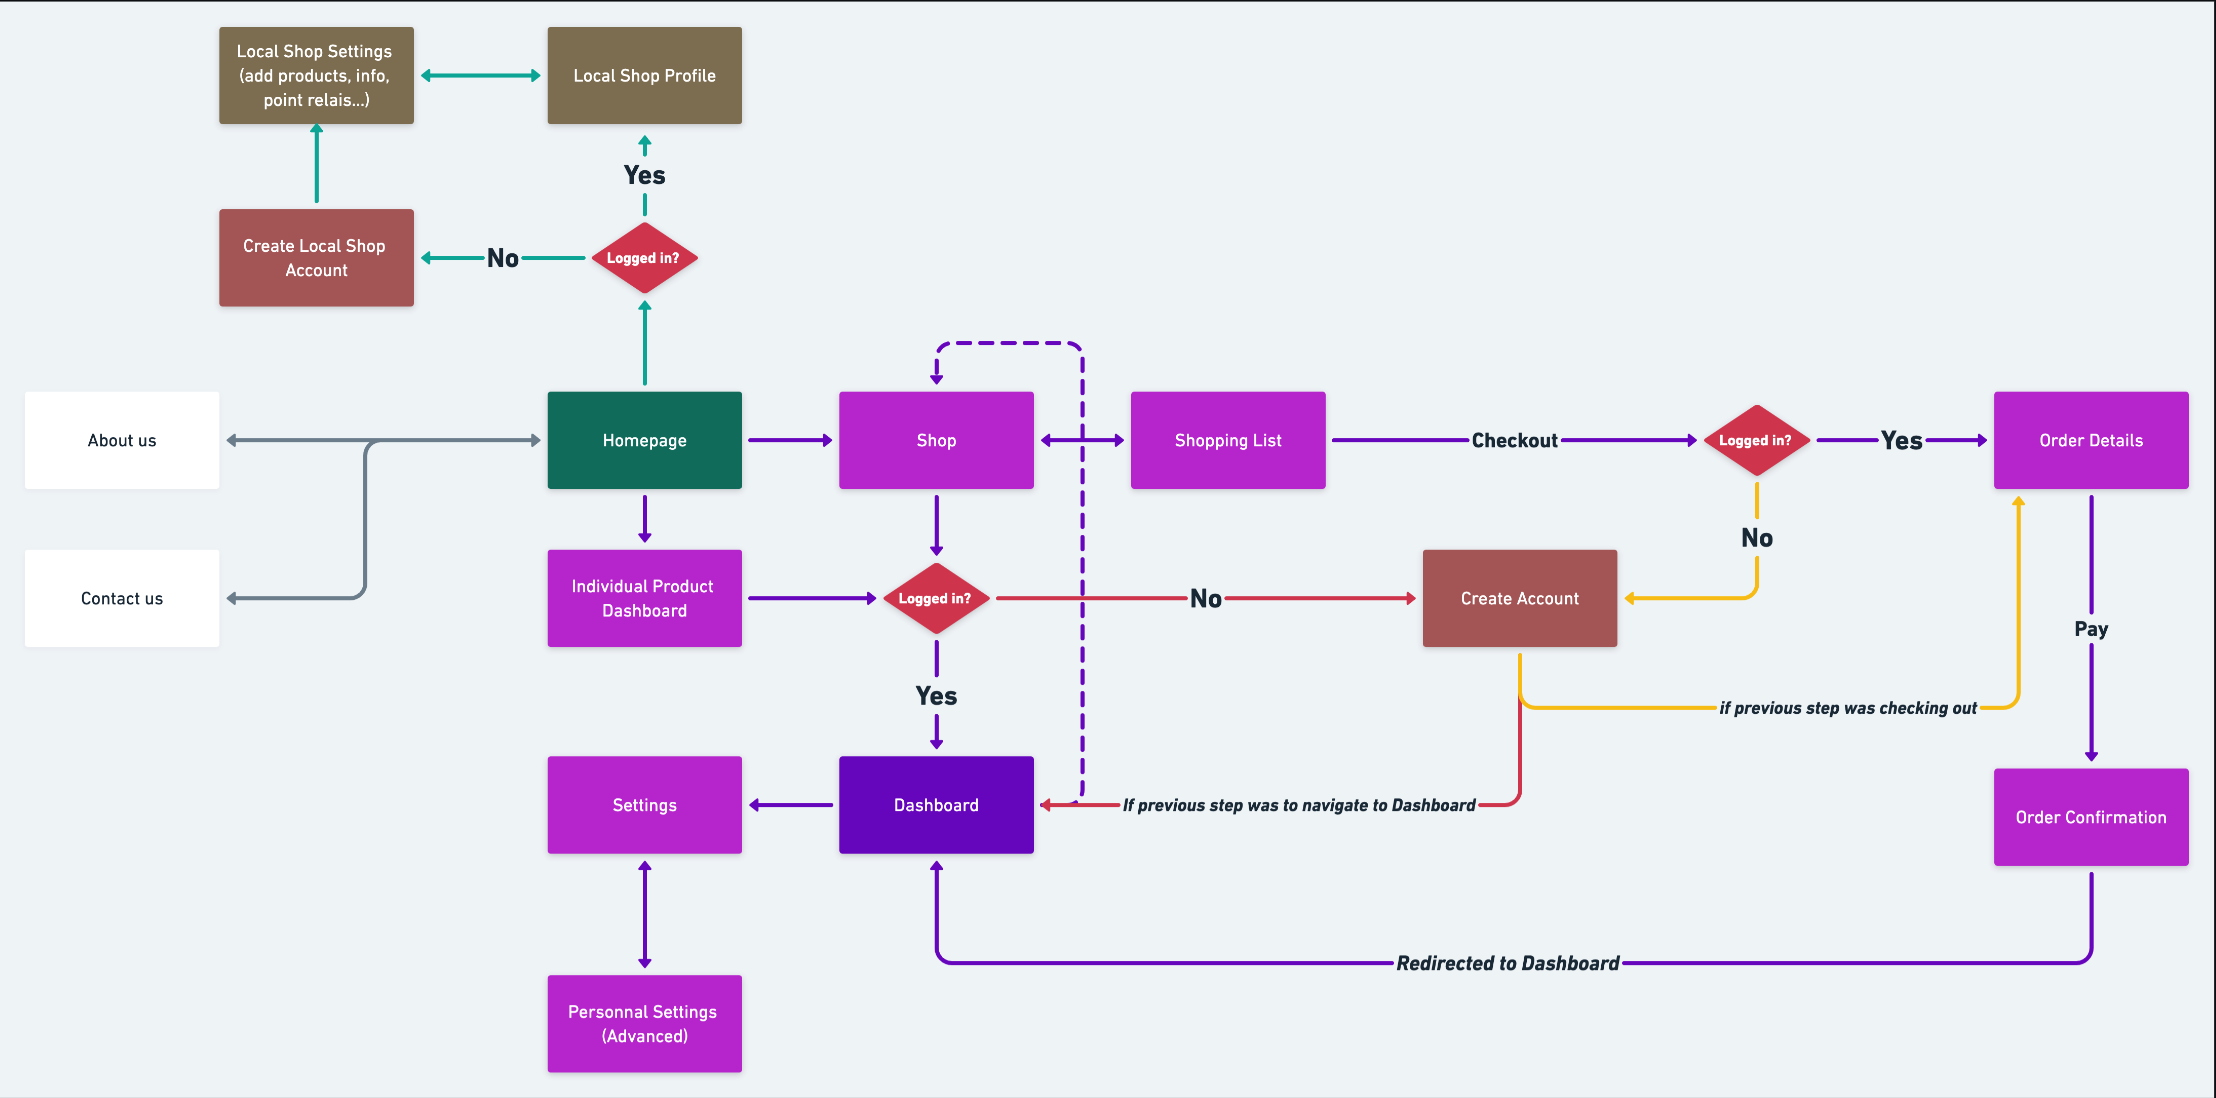 Local Shop Settings
(add products, info,
point relais...)
Local Shop Profile
Yes
Create Local Shop
Account
No
Logged in?
About us
Homepage
Shop
Shopping List
Checkout
Logged in?
Yes
Order Details
No
Contact us
Individual Product
Dashboard
Logged in?
No
Create Account
Pay
Yes
if previous step was checking out
Settings
Dashboard
If previous step was to navigate to Dashboard
Order Confirmation
Redirected to Dashboard
Personnal Settings
(Advanced)